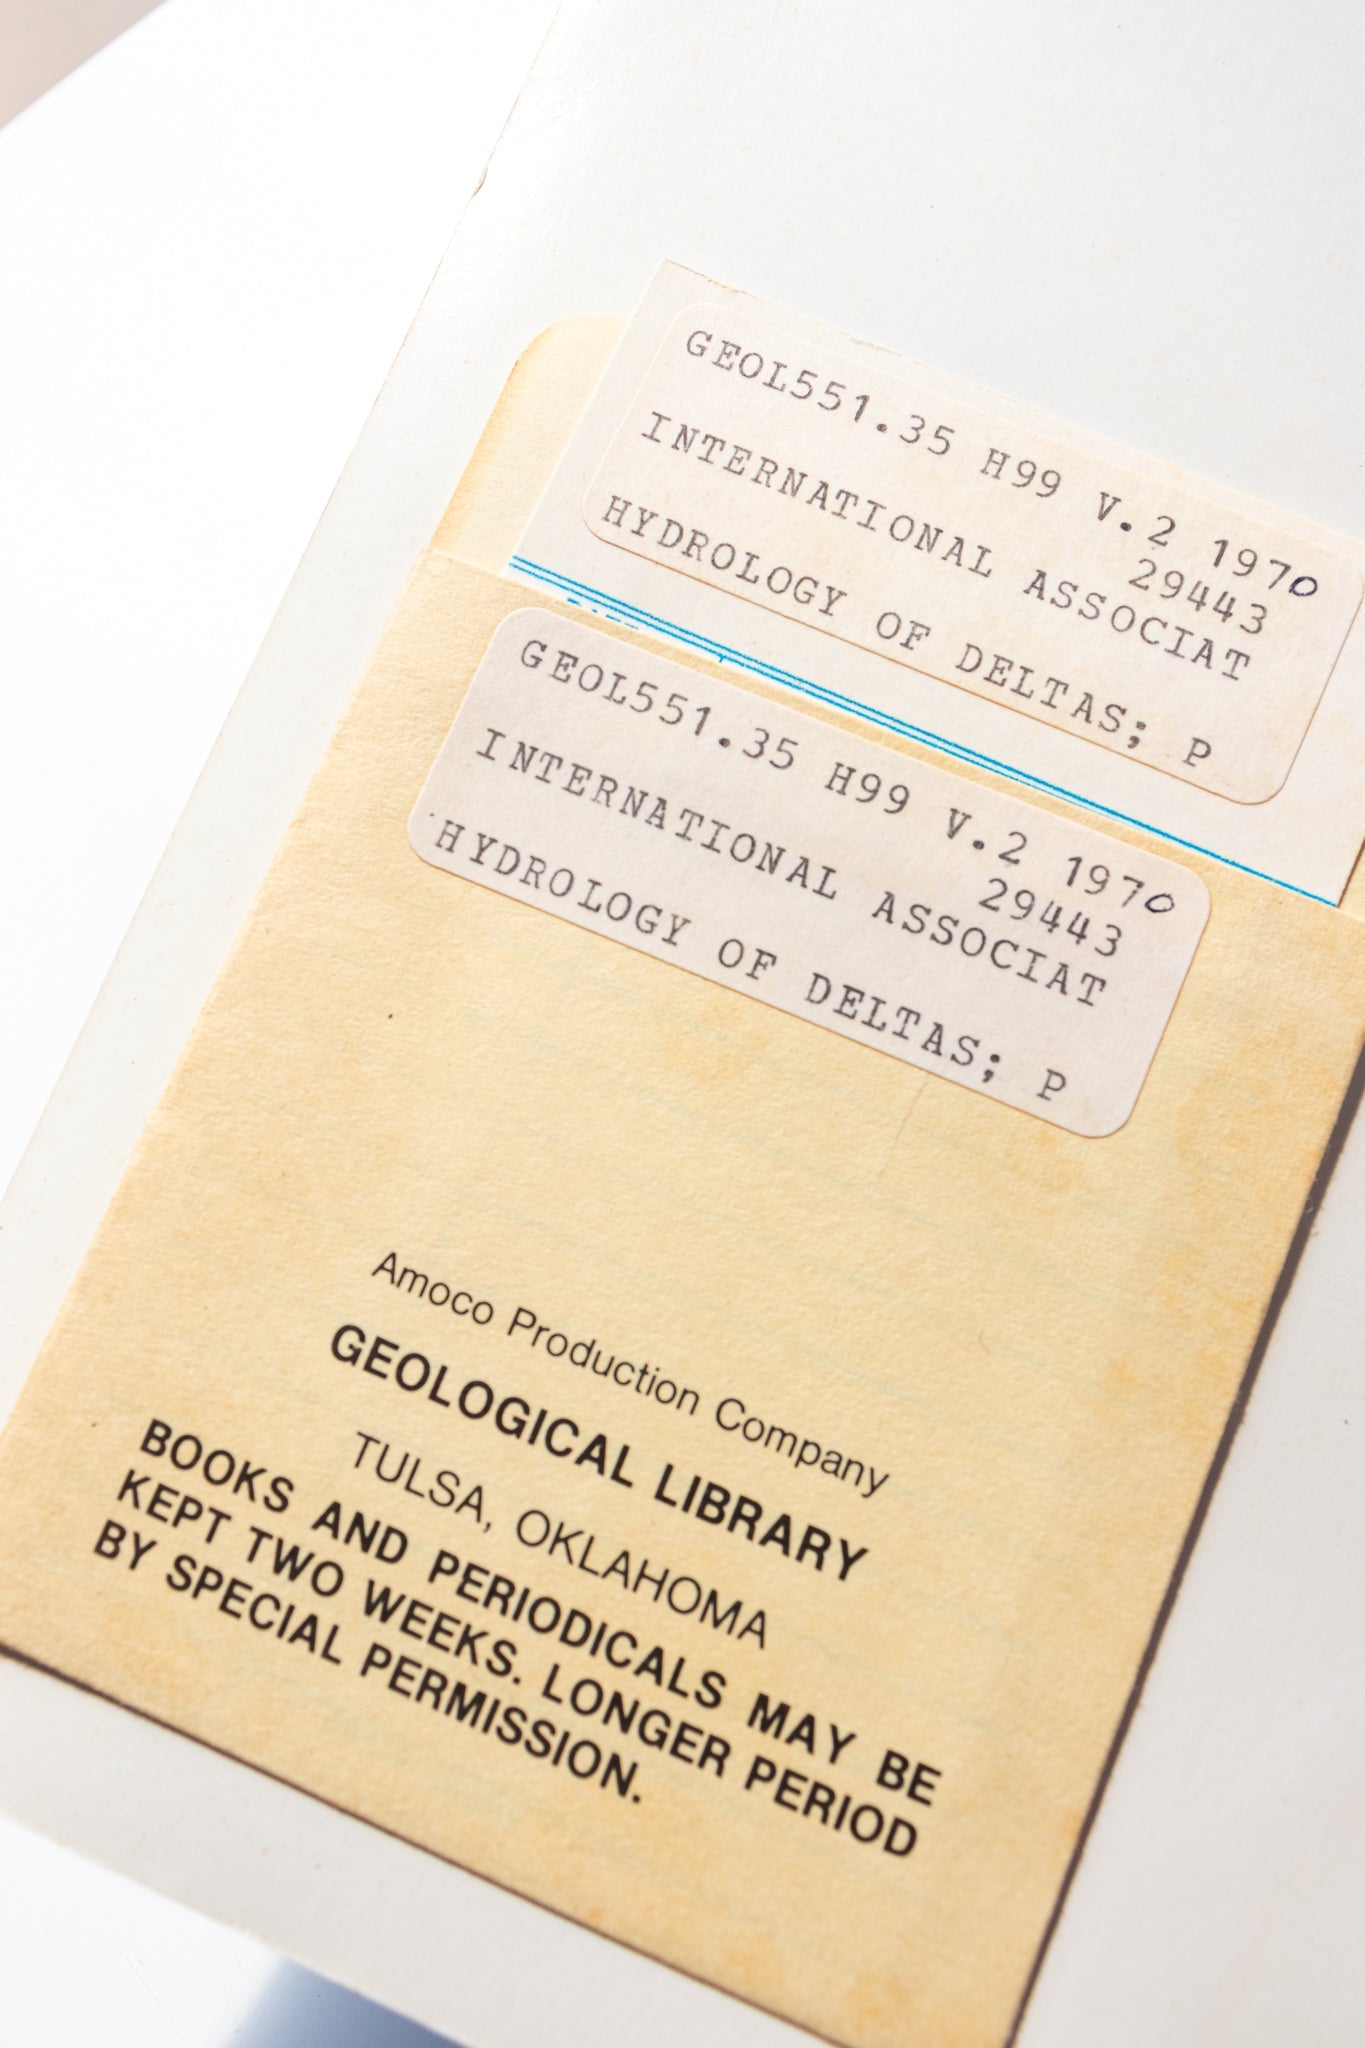 GEOL551.35 H99 V.2 1970
29443
INTERNATIONAL ASSOCIAT
HYDROLOGY OF DELTAS; P
GEOL551.35 H99 V.2 1970
29443
INTERNATIONAL ASSOCIAT
HYDROLOGY OF DELTAS; P
Amoco Production Company
GEOLOGICAL LIBRARY
TULSA, OKLAHOMA
BOOKS AND PERIODICALS MAY BE
KEPT TWO WEEKS. LONGER PERIOD
BY SPECIAL PERMISSION.